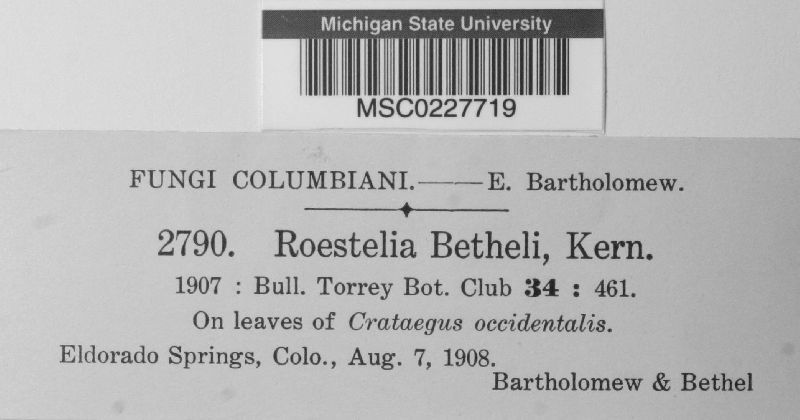 Michigan State University
MSC0227719
FUNGI COLUMBIANI.——E. Bartholomew.
2790. Roestelia Betheli, Kern.
1907 : Bull. Torrey Bot. Club 34 : 461.
On leaves of Crataegus occidentalis.
Eldorado Springs, Colo., Aug. 7, 1908.
Bartholomew & Bethel